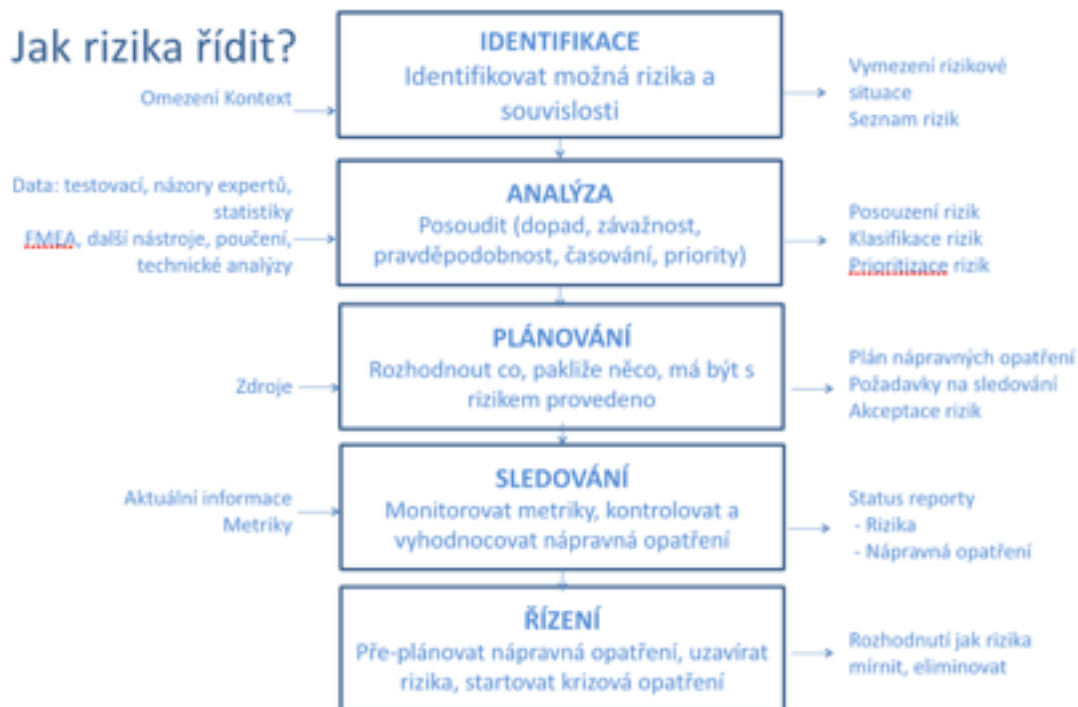 Jak rizika řídit?
Omezení Kontext
IDENTIFIKACE
Identifikovat možná rizika a
souvislosti
Vymezení rizikové
situace
Seznam rizik
Data: testovací, názory expertů,
statistiky
FMEA, další nástroje, poučení,
technické analýzy
ANALÝZA
Posoudit (dopad, závažnost,
pravděpodobnost, časování, priority)
Posouzení rizik
Klasifikace rizik
Prioritizace rizik
Zdroje
PLÁNOVÁNÍ
Rozhodnout co, pakliže něco, má být s
rizikem provedeno
Plán nápravných opatření
Požadavky na sledování
Akceptace rizik
Aktuální informace
Metriky
SLEDOVÁNÍ
Monitorovat metriky, kontrolovat a
vyhodnocovat nápravná opatření
Status reporty
- Rizika
- Nápravná opatření
ŘÍZENÍ
Pře-plánovat nápravná opatření, uzavírat
rizika, startovat krizová opatření
Rozhodnutí jak rizika
mírnit, eliminovat